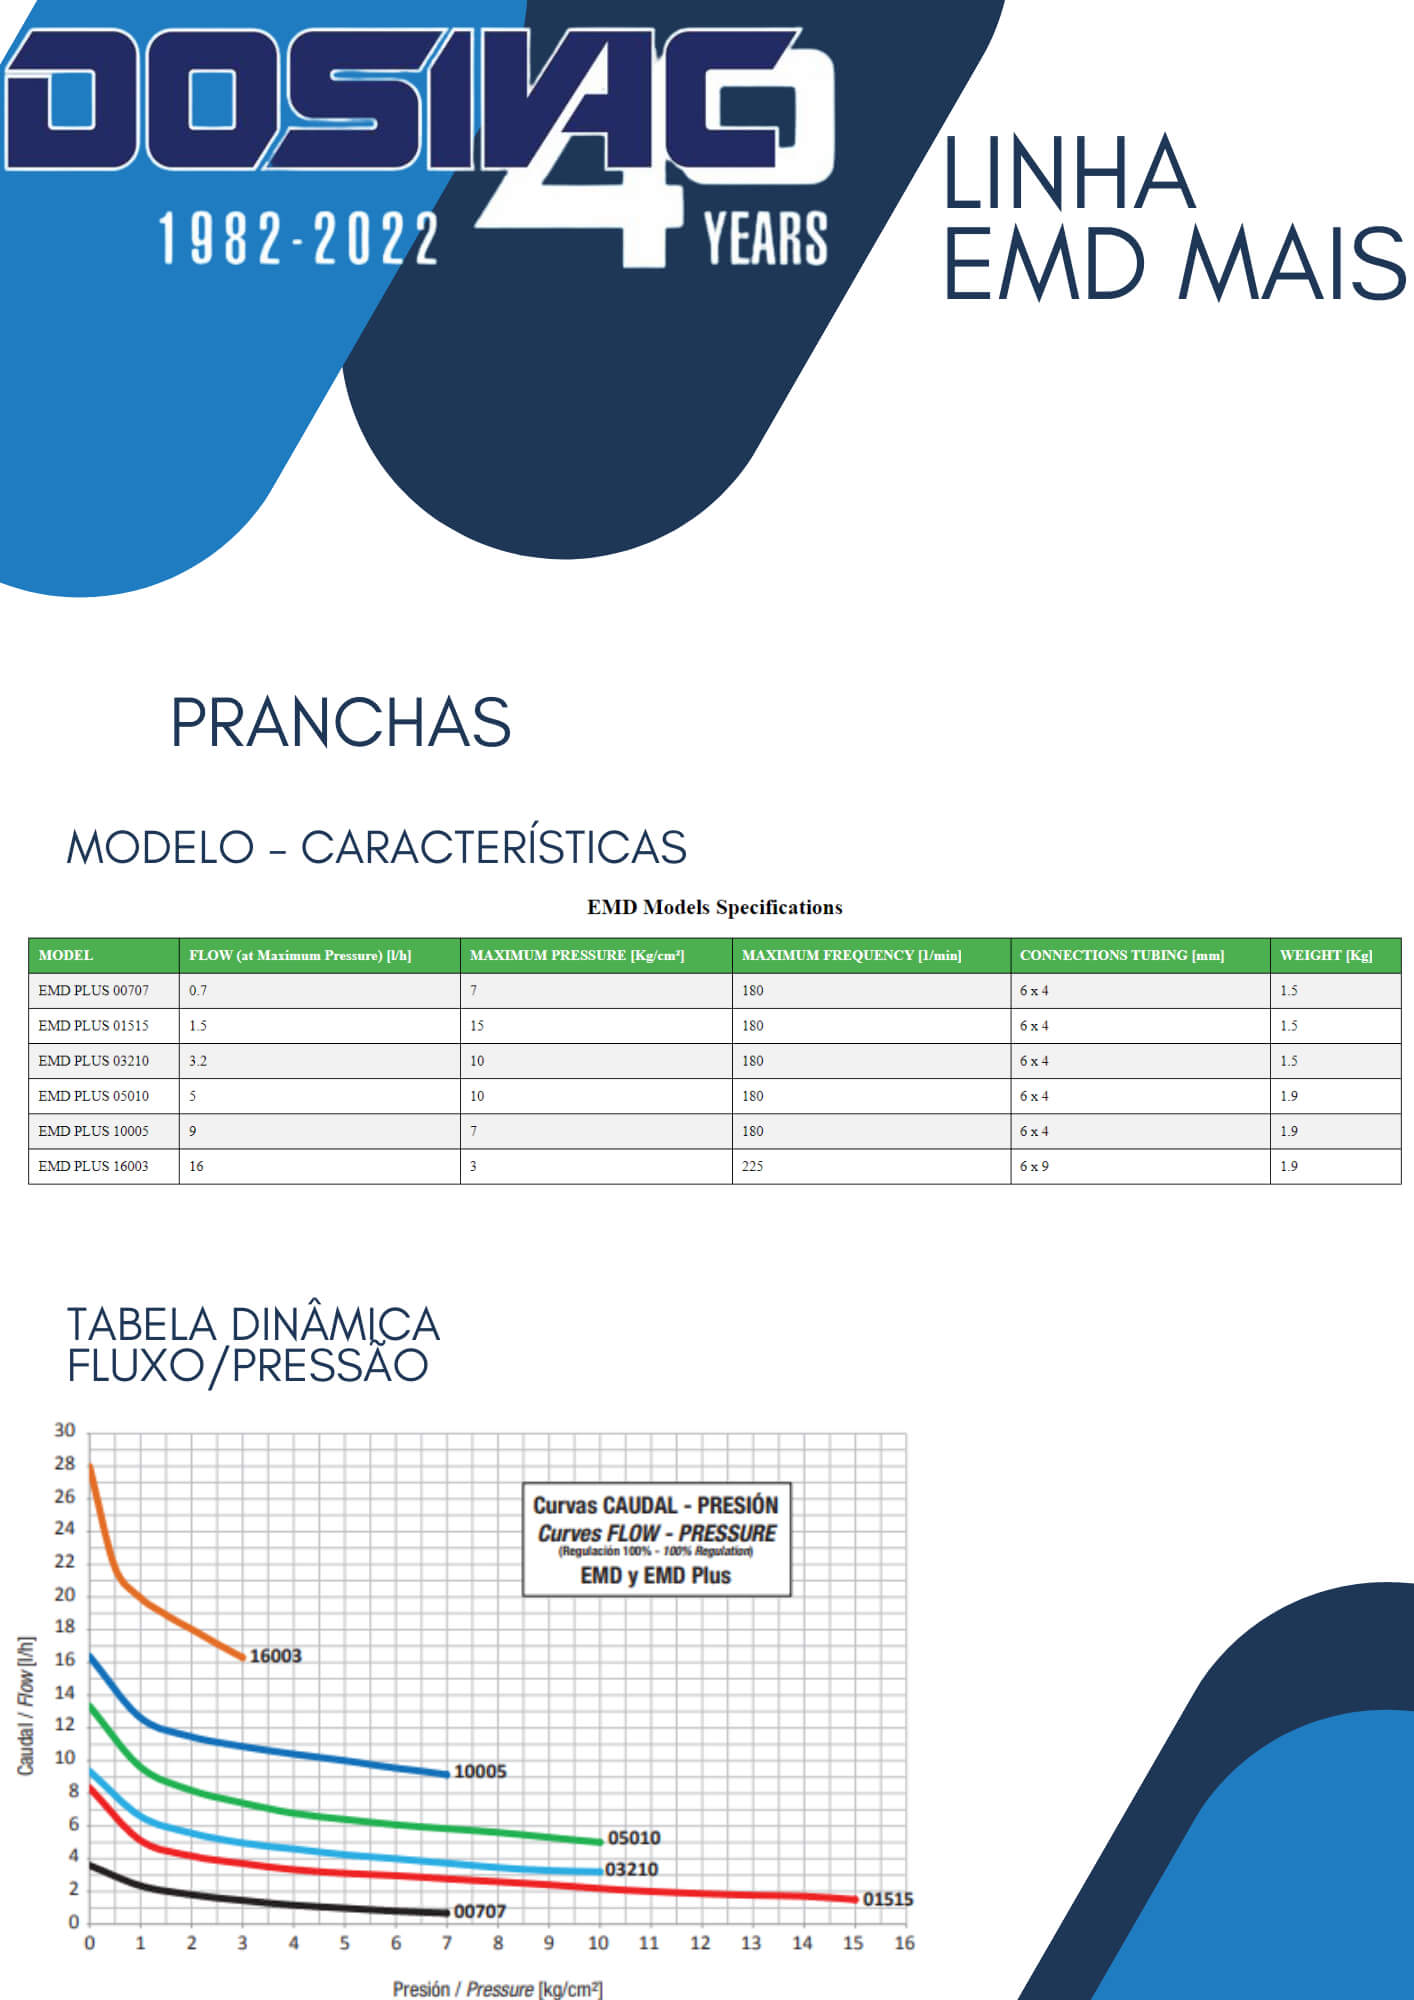 DOSIVAC
40
1982-2022
YEARS
LINHA
EMD MAIS
PRANCHAS
MODELO – CARACTERÍSTICAS
EMD Models Specifications
MODEL FLOW (at Maximum Pressure) [l/h] MAXIMUM PRESSURE [Kg/cm²] MAXIMUM FREQUENCY [1/min] CONNECTIONS TUBING [mm] WEIGHT [Kg]
EMD PLUS 00707 0.7 7 180 6 x 4 1.5
EMD PLUS 01515 1.5 15 180 6 x 4 1.5
EMD PLUS 03210 3.2 10 180 6 x 4 1.5
EMD PLUS 05010 5 10 180 6 x 4 1.9
EMD PLUS 10005 9 7 180 6 x 4 1.9
EMD PLUS 16003 16 3 225 6 x 9 1.9
TABELA DINÂMICA
FLUXO/PRESSÃO
Caudal / Flow [l/h]
30
28
26
24
22
20
18
16
14
12
10
8
6
4
2
0
Curvas CAUDAL - PRESIÓN
Curves FLOW - PRESSURE
(Regulación 100% - 100% Regulation)
EMD y EMD Plus
16003
10005
05010
03210
01515
00707
0 1 2 3 4 5 6 7 8 9 10 11 12 13 14 15 16
Presión / Pressure [kg/cm²]